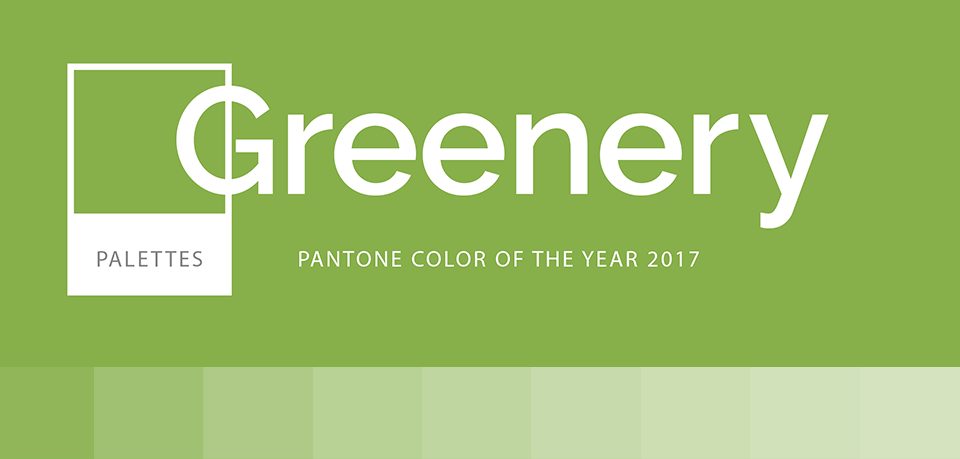 Greenery
PALETTES
PANTONE COLOR OF THE YEAR 2017